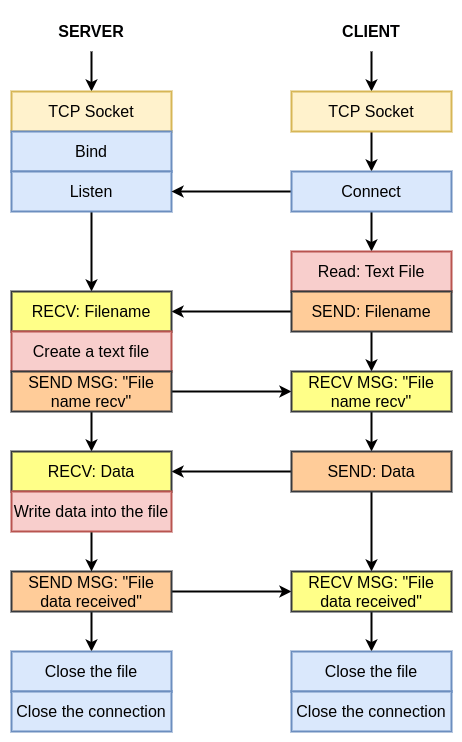 SERVER
CLIENT
TCP Socket
TCP Socket
Bind
Listen
Connect
Read: Text File
RECV: Filename
SEND: Filename
Create a text file
SEND MSG: "File
name recv"
RECV MSG: "File
name recv"
RECV: Data
SEND: Data
Write data into the file
SEND MSG: "File
data received"
RECV MSG: "File
data received"
Close the file
Close the file
Close the connection
Close the connection